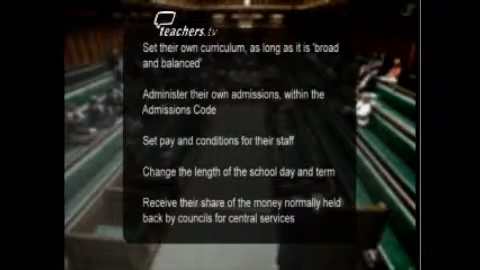 teachers.tv
Set their own curriculum, as long as it is 'broad
and balanced'
Administer their own admissions, within the
Admissions Code
Set pay and conditions for their staff
Change the length of the school day and term
Receive their share of the money normally held
back by councils for central services